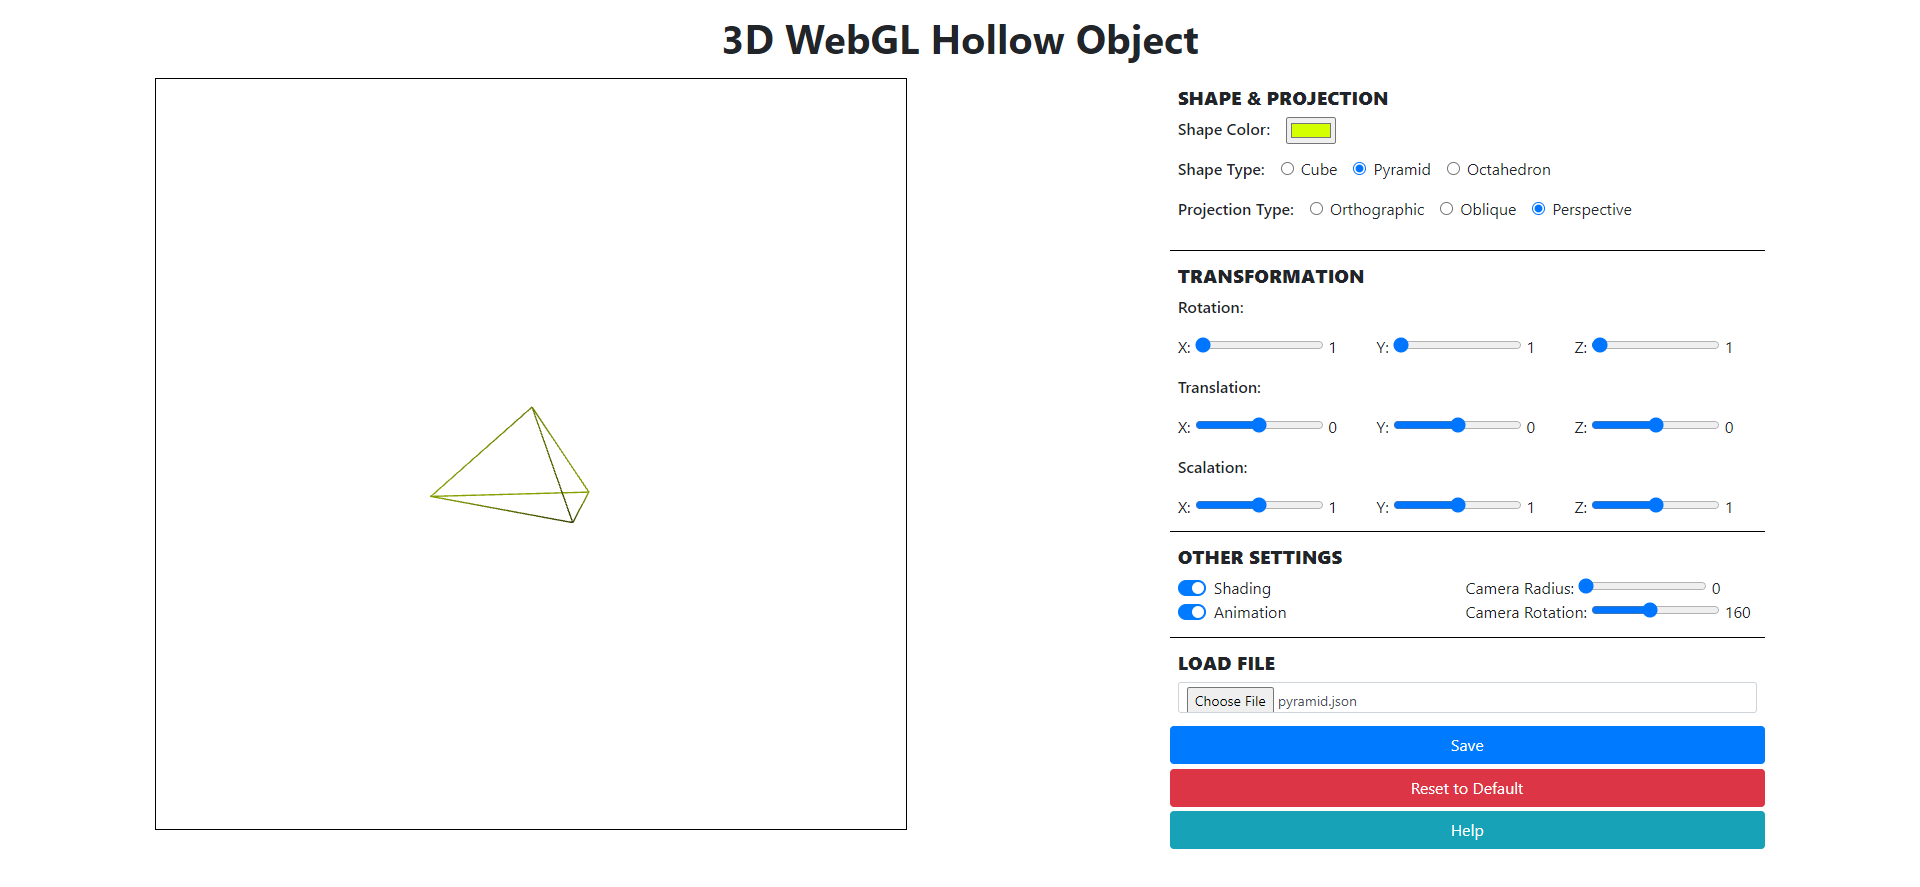 3D WebGL Hollow Object
SHAPE & PROJECTION
Shape Color:
Shape Type: Cube Pyramid Octahedron
Projection Type: Orthographic Oblique Perspective
TRANSFORMATION
Rotation:
X: 1 Y: 1 Z: 1
Translation:
X: 0 Y: 0 Z: 0
Scalation:
X: 1 Y: 1 Z: 1
OTHER SETTINGS
Shading Camera Radius: 0
Animation Camera Rotation: 160
LOAD FILE
Choose File pyramid.json
Save
Reset to Default
Help